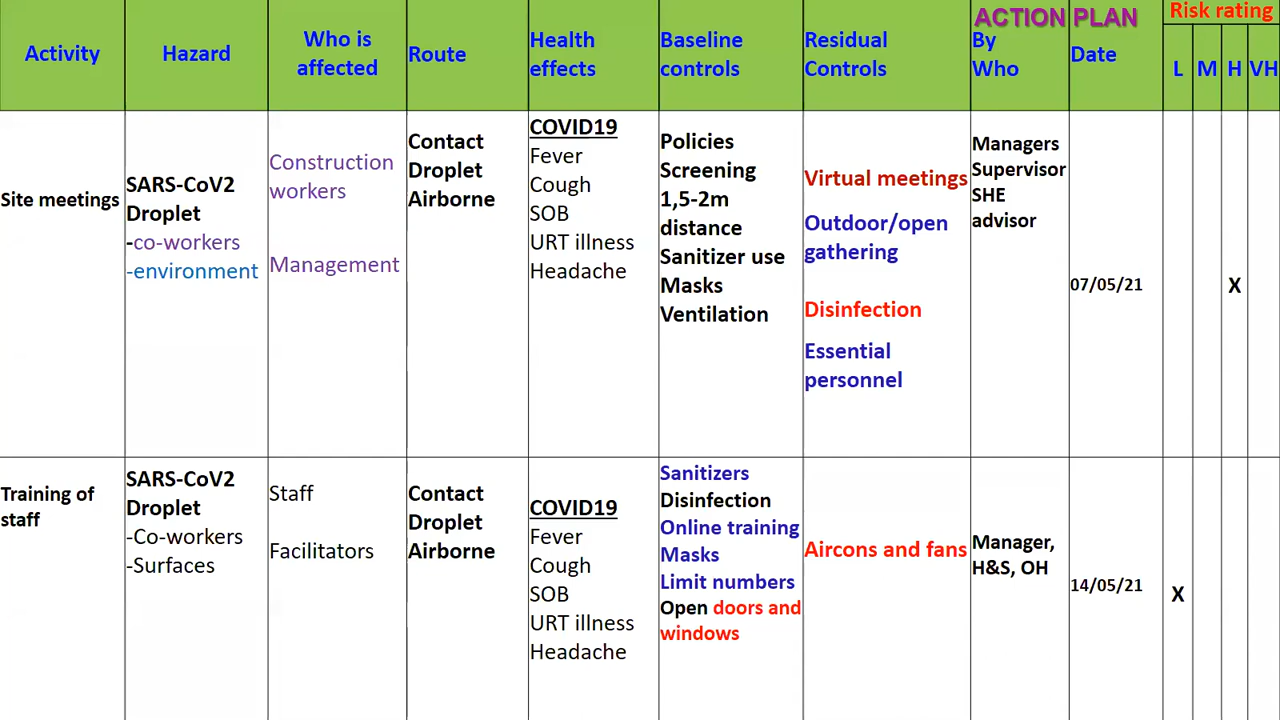 ACTION PLAN
Risk rating
Activity
Hazard
Who is
affected
Route
Health
effects
Baseline
controls
Residual
Controls
By
Who
Date
L
M
H
VH
Site meetings
SARS-CoV2
Droplet
-co-workers
-environment
Construction
workers
Management
Contact
Droplet
Airborne
COVID19
Fever
Cough
SOB
URT illness
Headache
Policies
Screening
1,5-2m
distance
Sanitizer use
Masks
Ventilation
Virtual meetings
Outdoor/open
gathering
Disinfection
Essential
personnel
Managers
Supervisor
SHE
advisor
07/05/21
X
Training of
staff
SARS-CoV2
Droplet
-Co-workers
-Surfaces
Staff
Facilitators
Contact
Droplet
Airborne
COVID19
Fever
Cough
SOB
URT illness
Headache
Sanitizers
Disinfection
Online training
Masks
Limit numbers
Open doors and
windows
Aircons and fans
Manager,
H&S, OH
14/05/21
X